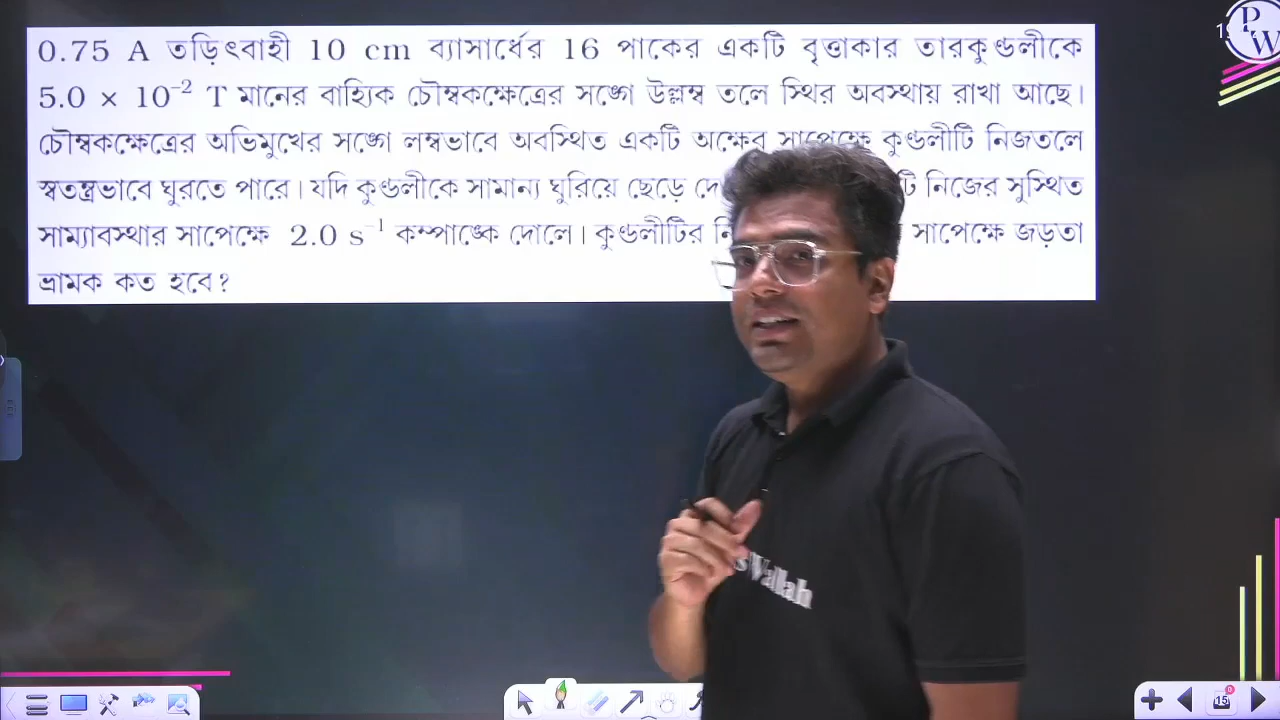 0.75 A তড়িৎবাহী 10 cm ব্যাসার্ধের 16 পাকের একটি বৃত্তাকার তারকুণ্ডলীকে
5.0 × 10⁻² T মানের বাহ্যিক চৌম্বকক্ষেত্রের সঙ্গে উল্লম্ব তলে স্থির অবস্থায় রাখা আছে।
চৌম্বকক্ষেত্রের অভিমুখের সঙ্গে লম্বভাবে অবস্থিত একটি অক্ষের সাপেক্ষে কুণ্ডলীটি নিজতলে
স্বতন্ত্রভাবে ঘুরতে পারে। যদি কুণ্ডলীকে সামান্য ঘুরিয়ে ছেড়ে নিজের সুস্থিত
সাম্যাবস্থার সাপেক্ষে 2.0 s⁻¹ কম্পাঙ্কে দোলে। কুণ্ডলীটির সাপেক্ষে জড়তা
ভ্রামক কত হবে?
PW
sWallah
15